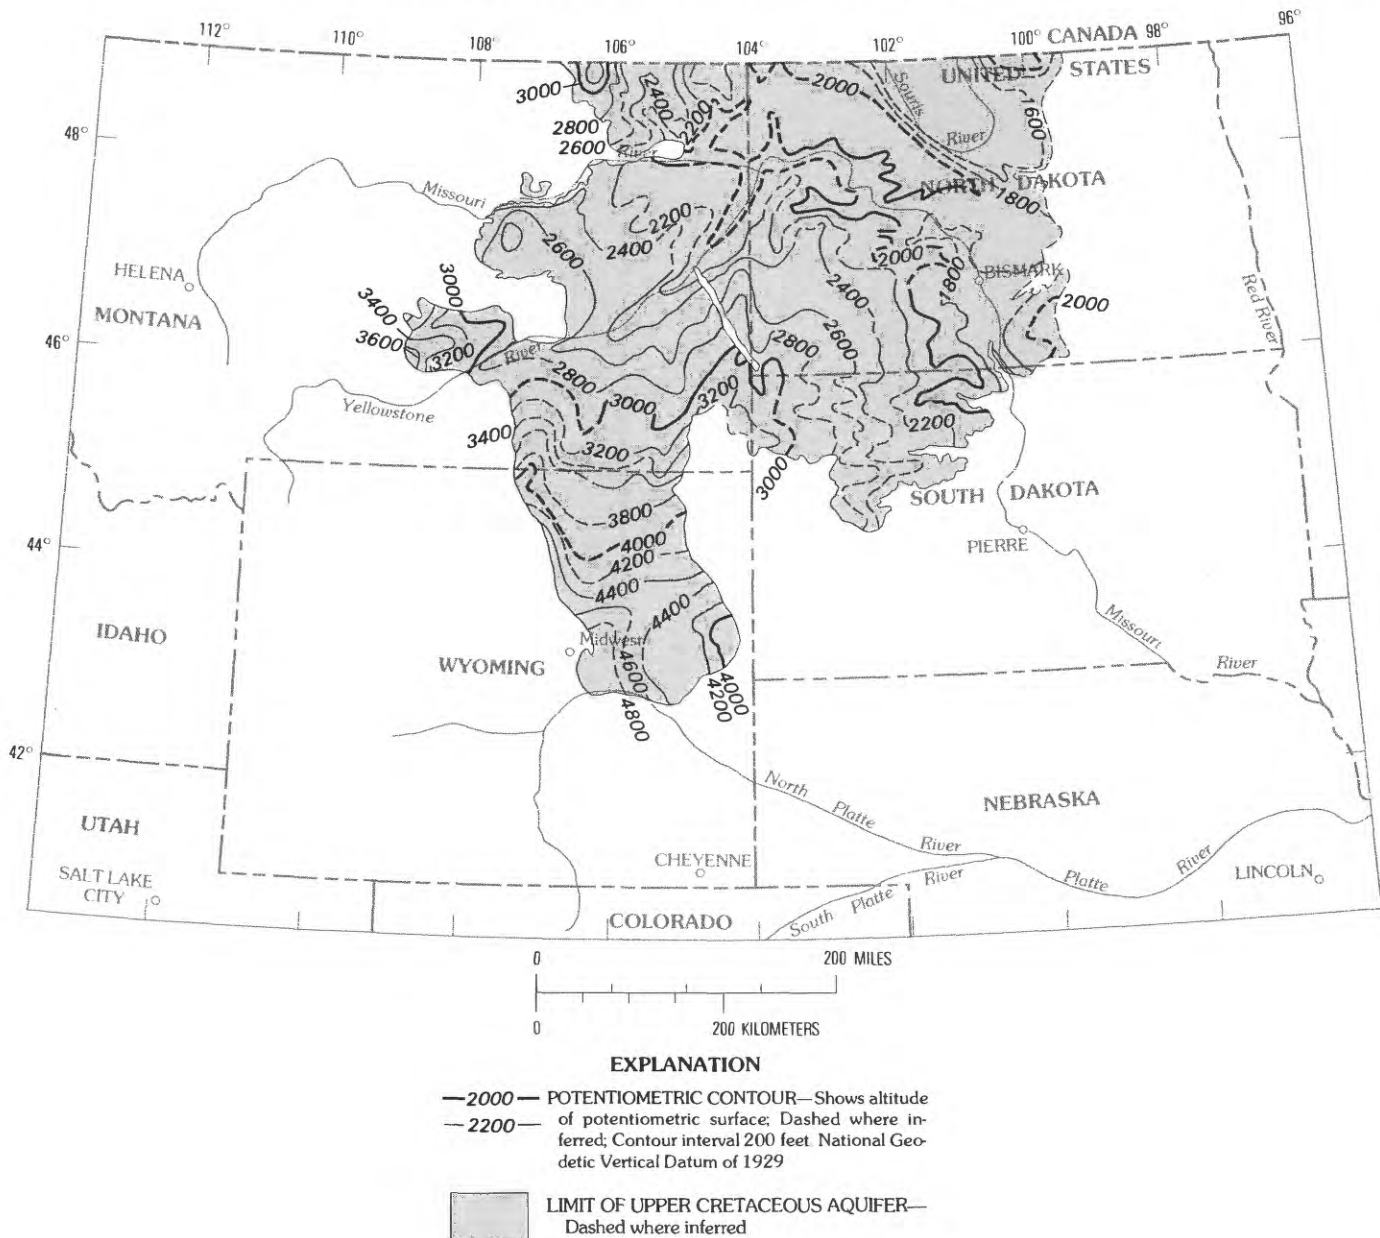 112°
110°
108°
106°
104°
102°
100°
CANADA
98°
96°
UNITED
STATES
3000
2400
2200
2000
Souris
1600
2800
2600
48°
River
River
Missouri
NORTH DAKOTA
1800
2200
2400
2600
2000
1800
BISMARK
HELENA
3000
3400
2400
2000
Red River
MONTANA
3600
3200
2600
46°
River
2800
2800
3000
3200
Yellowstone
3400
3200
2200
3000
SOUTH DAKOTA
3800
4000
44°
PIERRE
4200
4400
4400
IDAHO
Midwest
Missouri
WYOMING
4600
River
4000
4200
4800
42°
North
Platte
NEBRASKA
UTAH
River
CHEYENNE
River
Platte
River
LINCOLN
SALT LAKE
CITY
South
Platte
COLORADO
0
200 MILES
0
200 KILOMETERS
EXPLANATION
2000
POTENTIOMETRIC CONTOUR—Shows altitude
2200
of potentiometric surface; Dashed where in-
ferred; Contour interval 200 feet. National Geo-
detic Vertical Datum of 1929
LIMIT OF UPPER CRETACEOUS AQUIFER—
Dashed where inferred